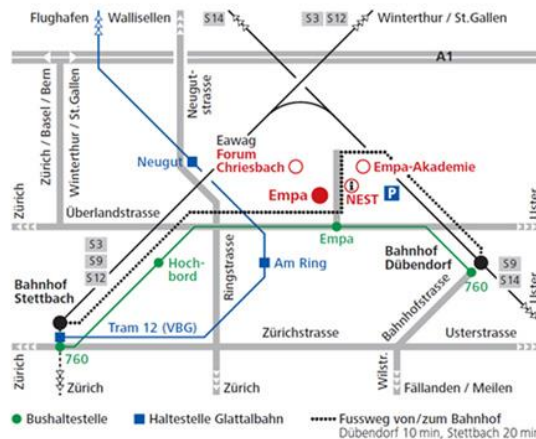 Flughafen
Wallisellen
S14
S3 S12
Winterthur / St.Gallen
A1
Zürich / Basel / Bern
Winterthur / St.Gallen
Neugut-
strasse
Eawag
Forum
Chriesbach
Neugut
Empa-Akademie
i
NEST
P
Empa
Zürich
Überlandstrasse
Uster
S3
S9
S12
Bahnhof
Stettbach
Hoch-
bord
Ringstrasse
Am Ring
Empa
Bahnhof
Dübendorf
760
S9
S14
Uster
Bahnhofstrasse
Tram 12 (VBG)
Zürichstrasse
Usterstrasse
Zürich
760
Wilstr.
Zürich
Zürich
Fällanden / Meilen
Bushaltestelle
Haltestelle Glattalbahn
Fussweg von/zum Bahnhof
Dübendorf 10 min, Stettbach 20 min